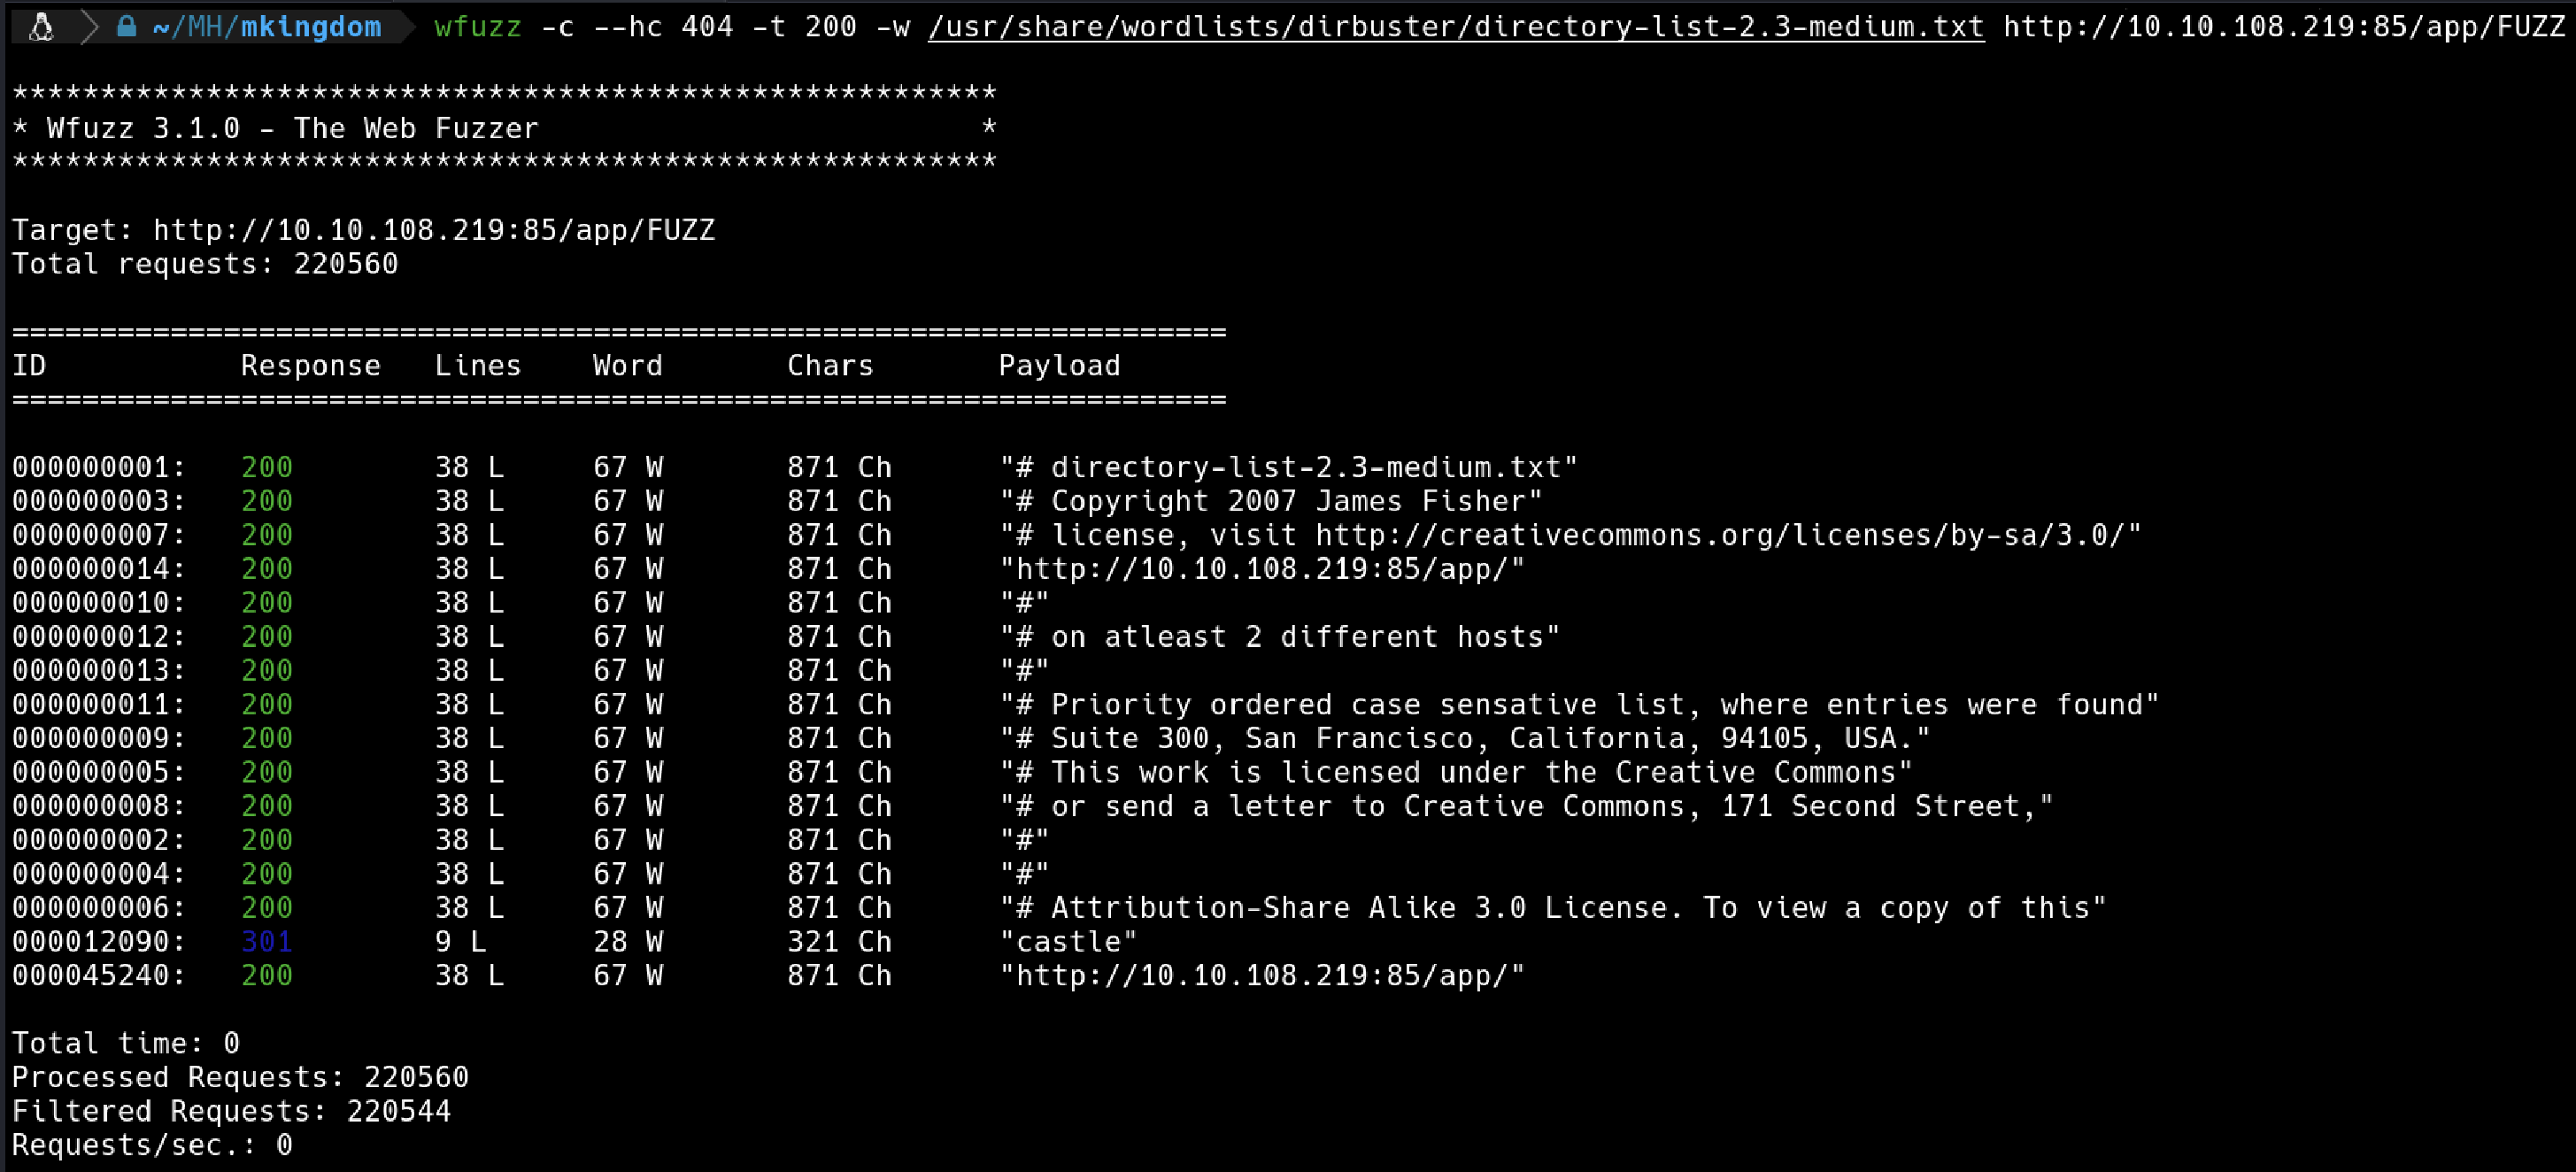 ~/MH/mkingdom wfuzz -c --hc 404 -t 200 -w /usr/share/wordlists/dirbuster/directory-list-2.3-medium.txt http://10.10.108.219:85/app/FUZZ
********************************************************
* Wfuzz 3.1.0 - The Web Fuzzer                         *
********************************************************
Target: http://10.10.108.219:85/app/FUZZ
Total requests: 220560
=====================================================================
ID           Response   Lines    Word       Chars       Payload
=====================================================================
000000001:   200        38 L     67 W       871 Ch      "# directory-list-2.3-medium.txt"
000000003:   200        38 L     67 W       871 Ch      "# Copyright 2007 James Fisher"
000000007:   200        38 L     67 W       871 Ch      "# license, visit http://creativecommons.org/licenses/by-sa/3.0/"
000000014:   200        38 L     67 W       871 Ch      "http://10.10.108.219:85/app/"
000000010:   200        38 L     67 W       871 Ch      "#"
000000012:   200        38 L     67 W       871 Ch      "# on atleast 2 different hosts"
000000013:   200        38 L     67 W       871 Ch      "#"
000000011:   200        38 L     67 W       871 Ch      "# Priority ordered case sensative list, where entries were found"
000000009:   200        38 L     67 W       871 Ch      "# Suite 300, San Francisco, California, 94105, USA."
000000005:   200        38 L     67 W       871 Ch      "# This work is licensed under the Creative Commons"
000000008:   200        38 L     67 W       871 Ch      "# or send a letter to Creative Commons, 171 Second Street,"
000000002:   200        38 L     67 W       871 Ch      "#"
000000004:   200        38 L     67 W       871 Ch      "#"
000000006:   200        38 L     67 W       871 Ch      "# Attribution-Share Alike 3.0 License. To view a copy of this"
000012090:   301        9 L      28 W       321 Ch      "castle"
000045240:   200        38 L     67 W       871 Ch      "http://10.10.108.219:85/app/"
Total time: 0
Processed Requests: 220560
Filtered Requests: 220544
Requests/sec.: 0